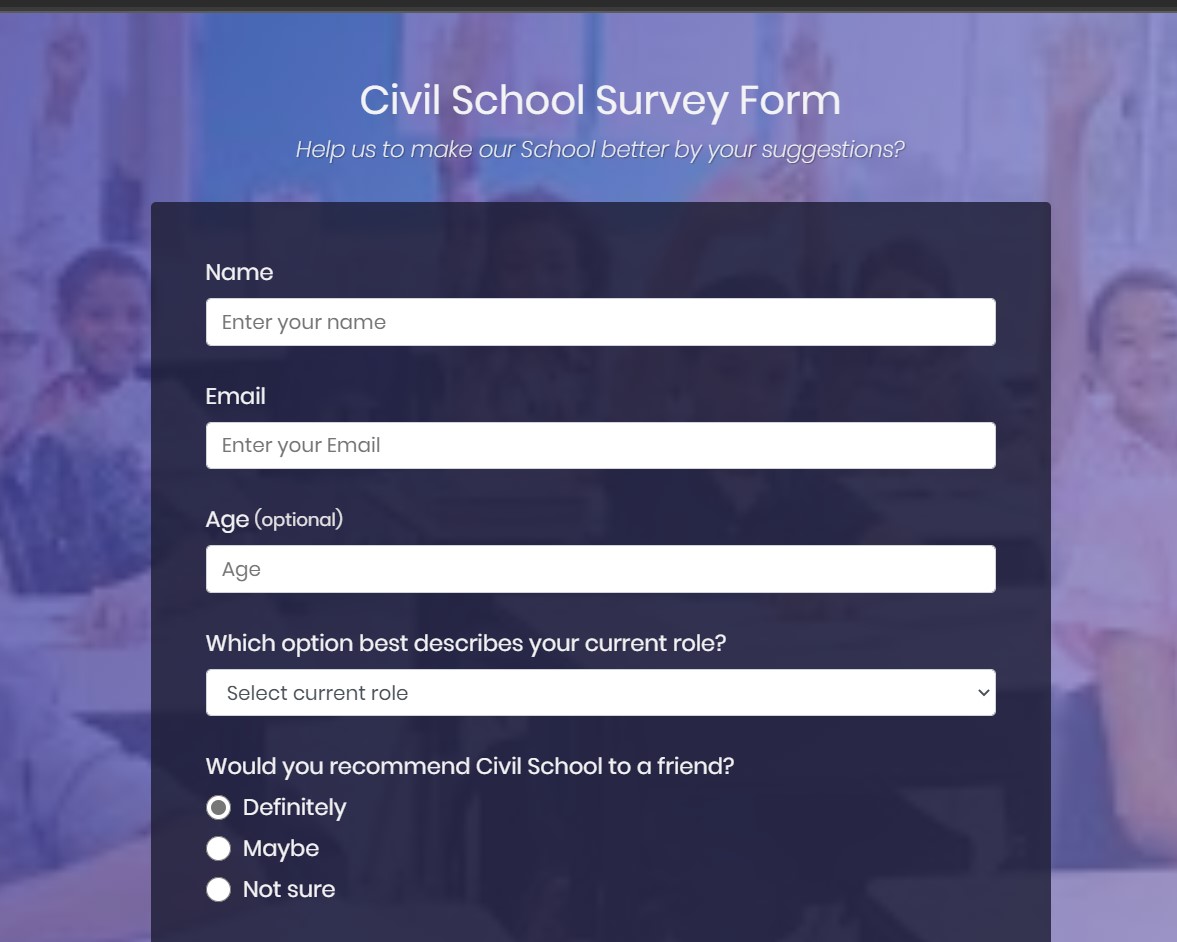 Civil School Survey Form
Help us to make our School better by your suggestions?
Name
Enter your name
Email
Enter your Email
Age (optional)
Age
Which option best describes your current role?
Select current role
Would you recommend Civil School to a friend?
Definitely
Maybe
Not sure